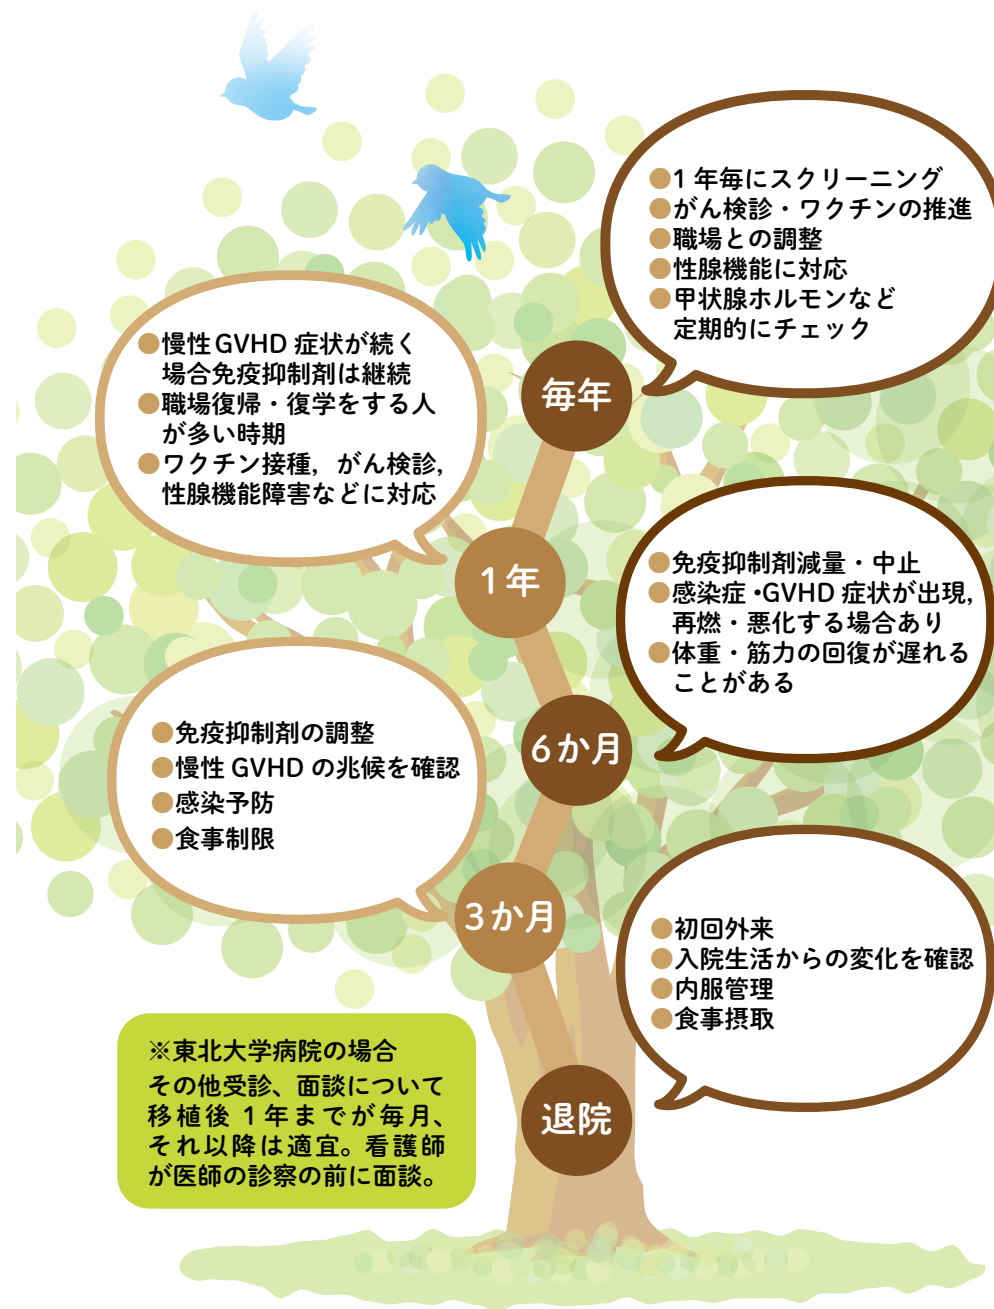 ●1年毎にスクリーニング
●がん検診・ワクチンの推進
●職場との調整
●性腺機能に対応
●甲状腺ホルモンなど
定期的にチェック
毎年
●慢性GVHD 症状が続く
場合免疫抑制剤は継続
●職場復帰・復学をする人
が多い時期
●ワクチン接種，がん検診，
性腺機能障害などに対応
1年
●免疫抑制剤減量・中止
●感染症・GVHD 症状が出現，
再燃・悪化する場合あり
●体重・筋力の回復が遅れる
ことがある
6か月
●免疫抑制剤の調整
●慢性 GVHD の兆候を確認
●感染予防
●食事制限
3か月
●初回外来
●入院生活からの変化を確認
●内服管理
●食事摂取
退院
※東北大学病院の場合
その他受診、面談について
移植後 1年までが毎月、
それ以降は適宜。看護師
が医師の診察の前に面談。